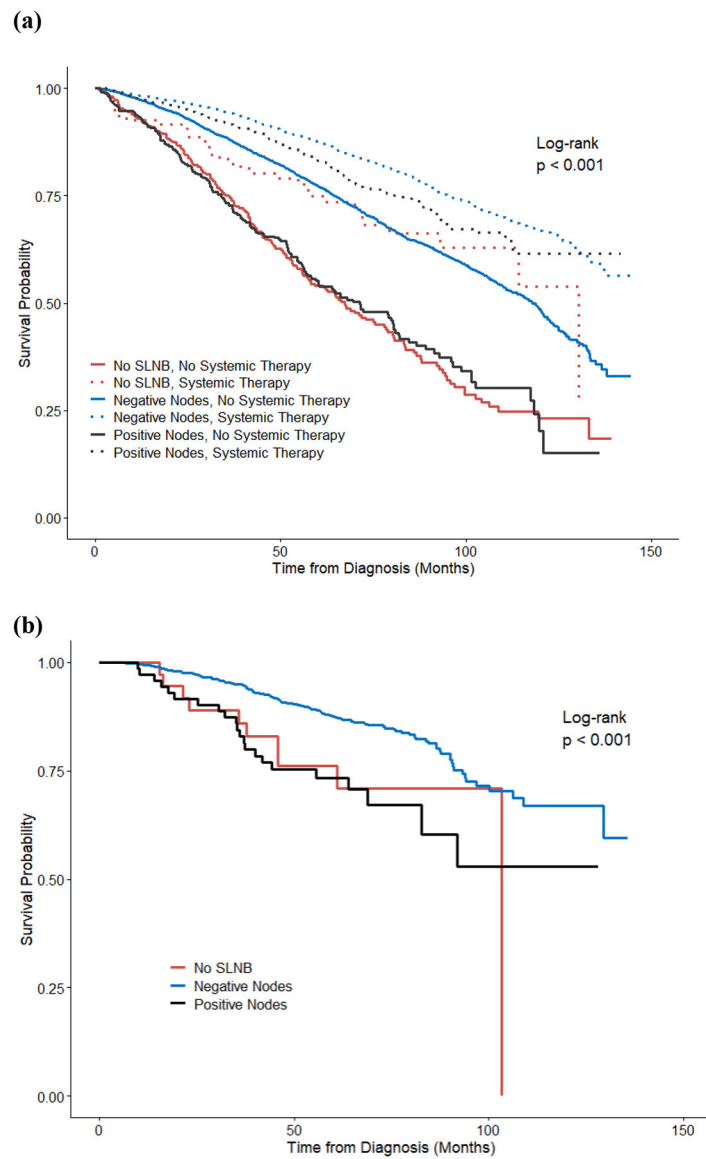 (a)
1.00
0.75
0.50
0.25
0.00
Survival Probability
Log-rank
p < 0.001
No SLNB, No Systemic Therapy
No SLNB, Systemic Therapy
Negative Nodes, No Systemic Therapy
Negative Nodes, Systemic Therapy
Positive Nodes, No Systemic Therapy
Positive Nodes, Systemic Therapy
0 50 100 150
Time from Diagnosis (Months)
(b)
1.00
0.75
0.50
0.25
0.00
Survival Probability
Log-rank
p < 0.001
No SLNB
Negative Nodes
Positive Nodes
0 50 100 150
Time from Diagnosis (Months)